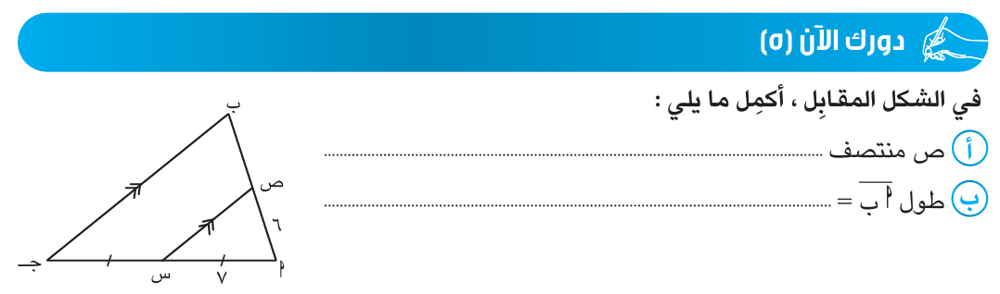 دورك الآن (٥)
في الشكل المقابِل ، أكمِل ما يلي :
أ ص منتصف ........................................
ب طول أ ب = ........................................
ب
ص
٦
جـ
س
٧
أ